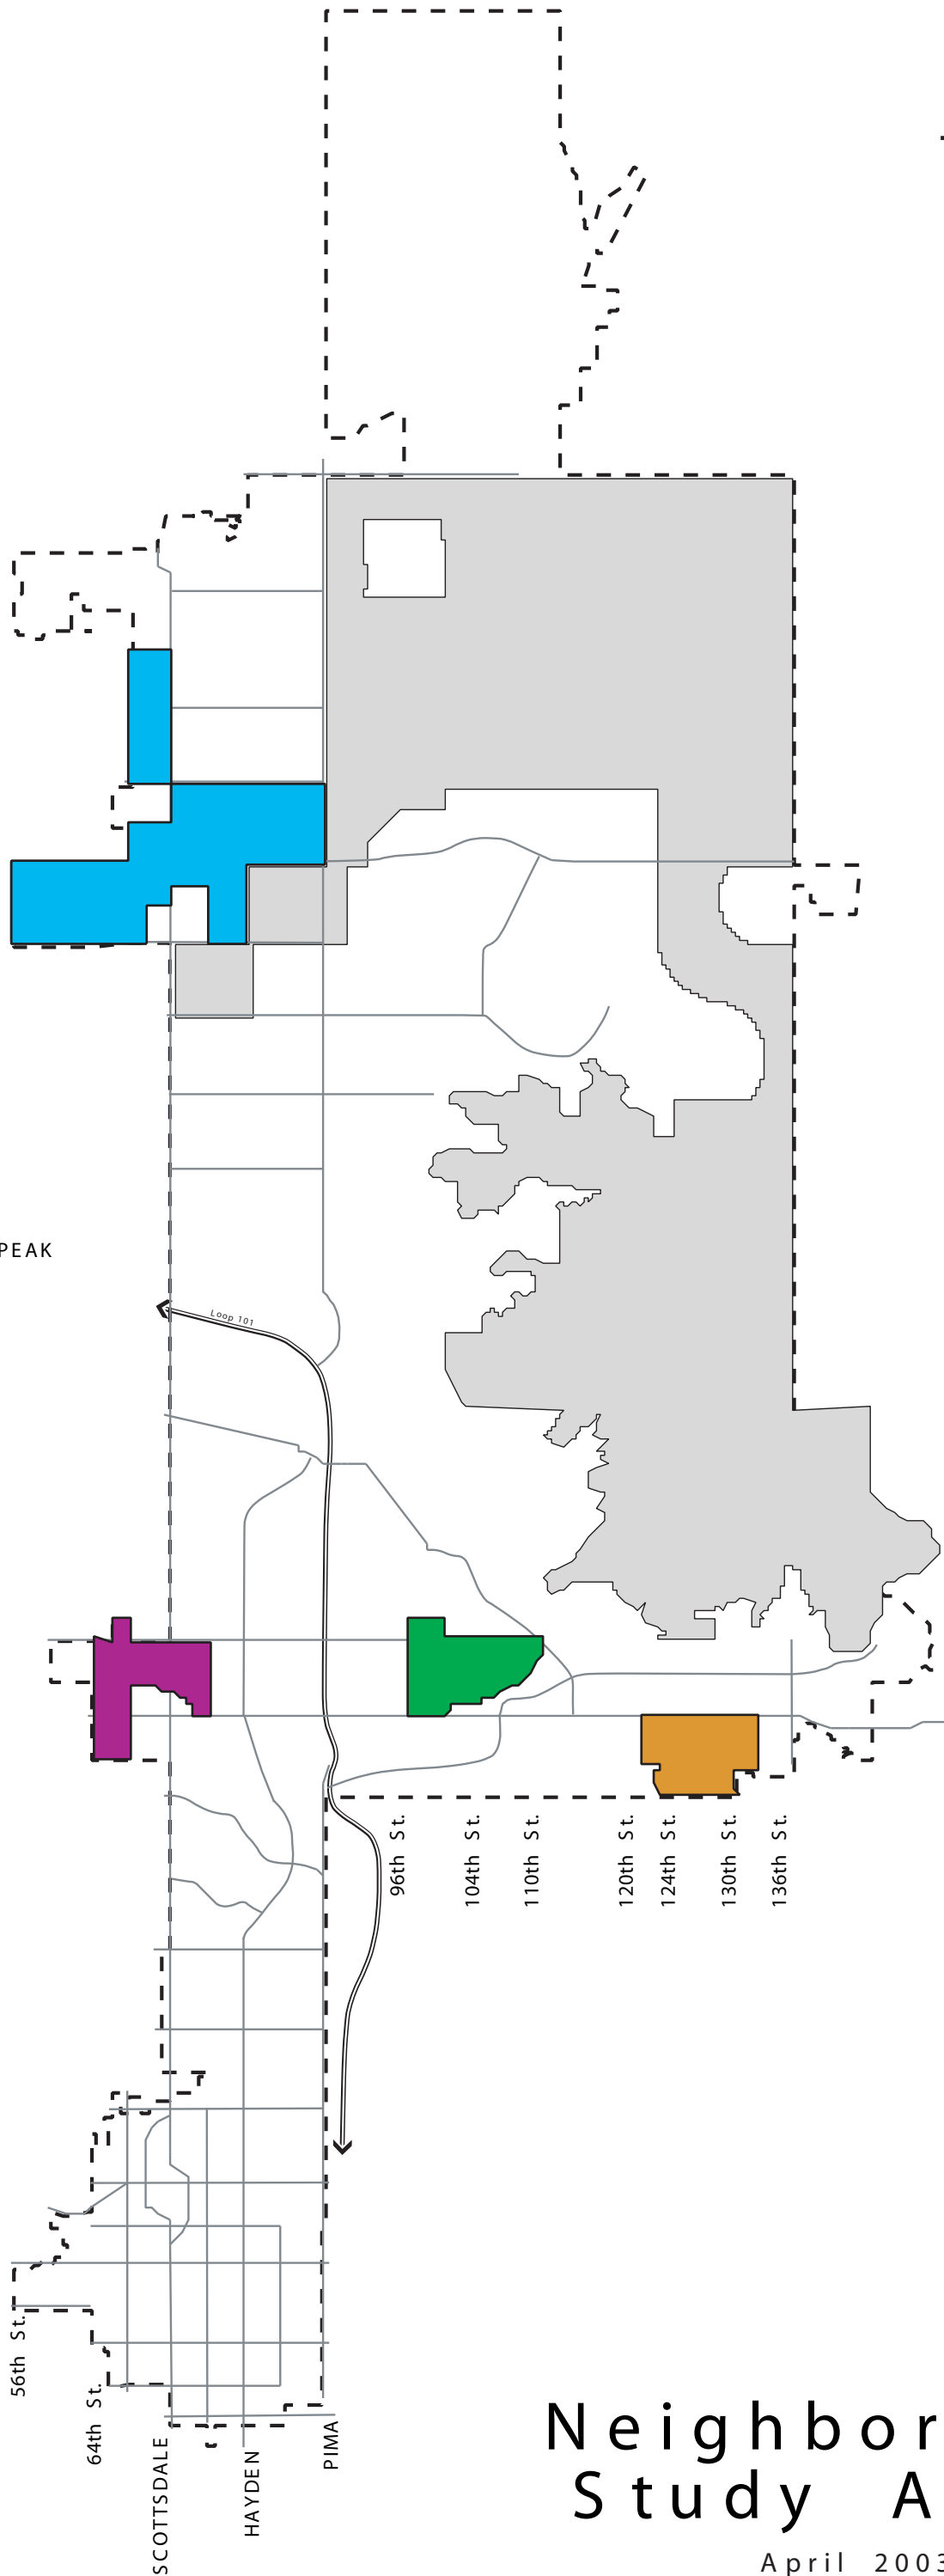 PEAK
Loop 101
96th St.
104th St.
110th St.
120th St.
124th St.
130th St.
136th St.
56th St.
64th St.
SCOTTSDALE
HAYDEN
PIMA
Neighbor
Study A
April 2003